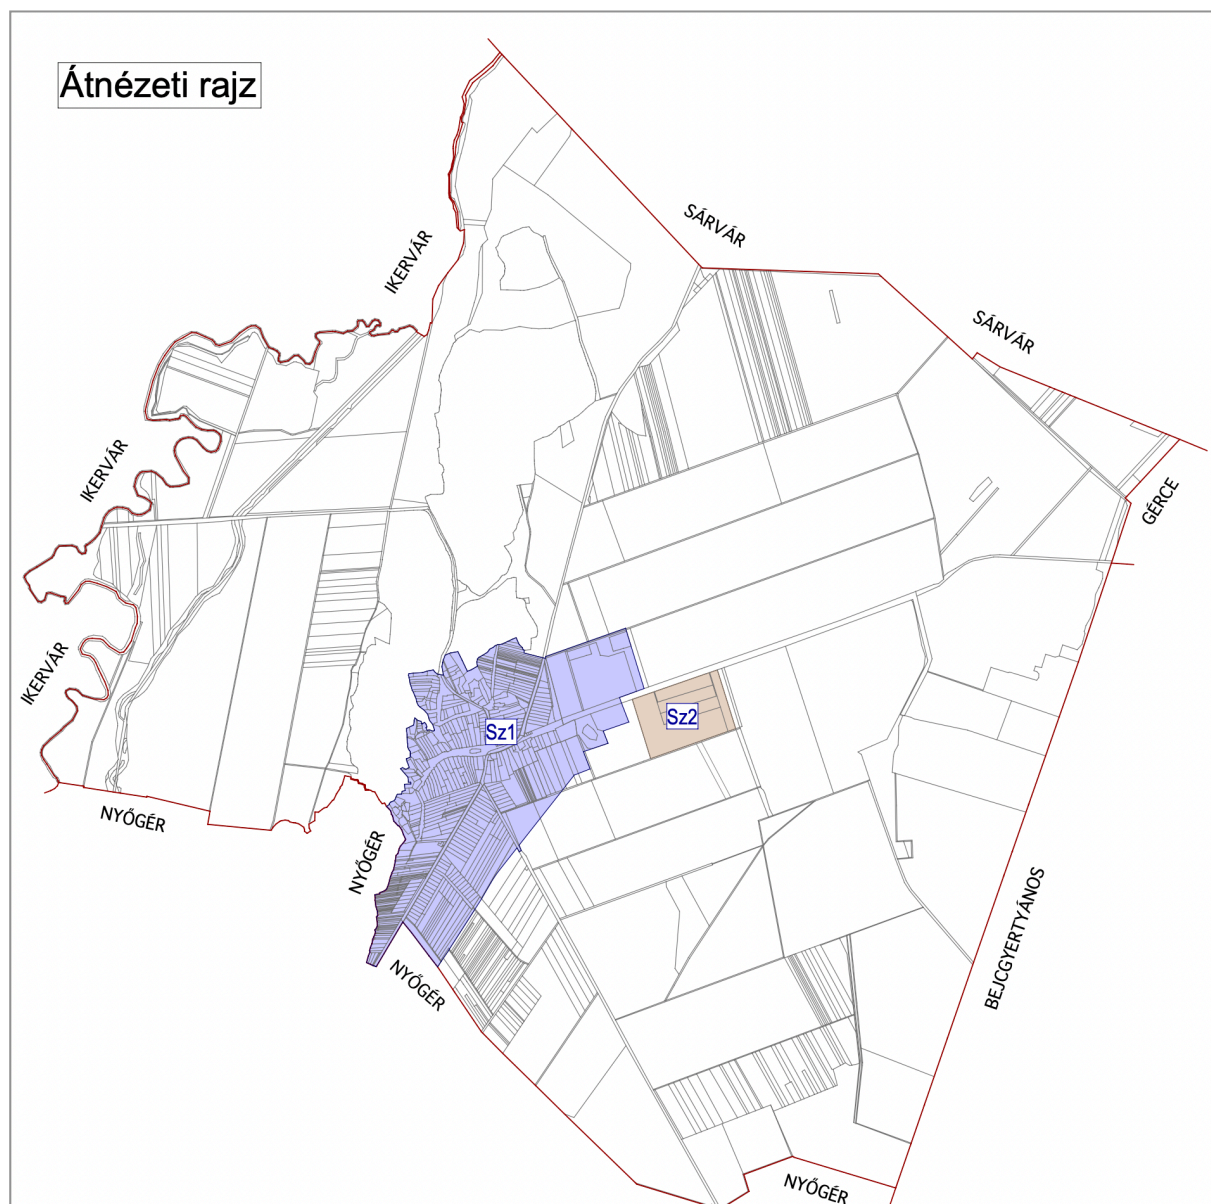 Átnézeti rajz
SÁRVÁR
IKERVÁR
SÁRVÁR
IKERVÁR
GÉRCE
IKERVÁR
Sz2
Sz1
NYŐGÉR
NYŐGÉR
BEJCGYERTYÁNOS
NYŐGÉR
NYŐGÉR